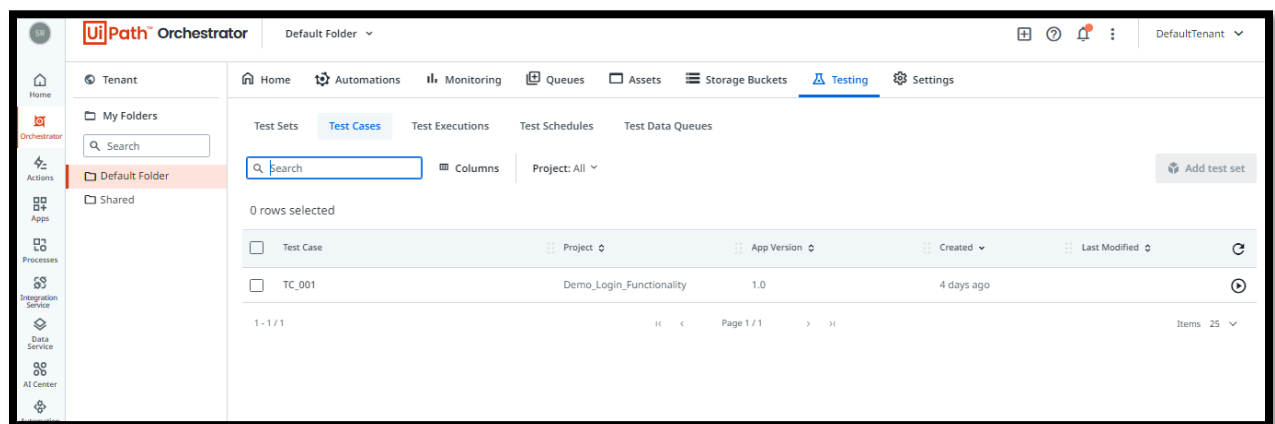 SR
UiPath™ Orchestrator
Default Folder
DefaultTenant
Home
Orchestrator
Actions
Apps
Processes
Integration
Service
Data
Service
AI Center
Tenant
My Folders
Search
Default Folder
Shared
Home Automations Monitoring Queues Assets Storage Buckets Testing Settings
Test Sets Test Cases Test Executions Test Schedules Test Data Queues
Search Columns Project: All Add test set
0 rows selected
Test Case Project App Version Created Last Modified
TC_001 Demo_Login_Functionality 1.0 4 days ago
1 - 1 / 1 Page 1 / 1 Items 25